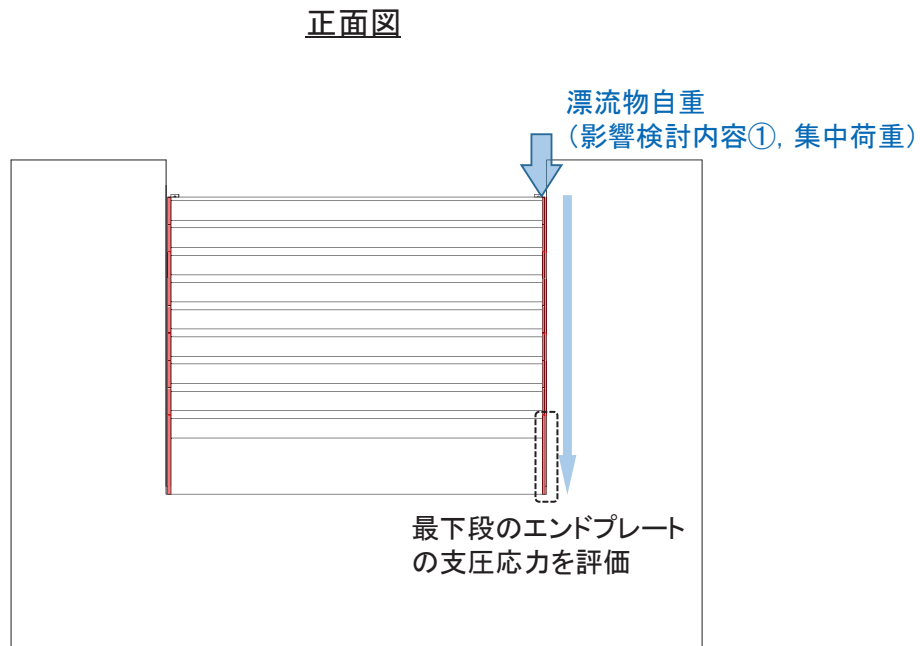 正面図
漂流物自重
（影響検討内容①，集中荷重）
最下段のエンドプレート
の支圧応力を評価